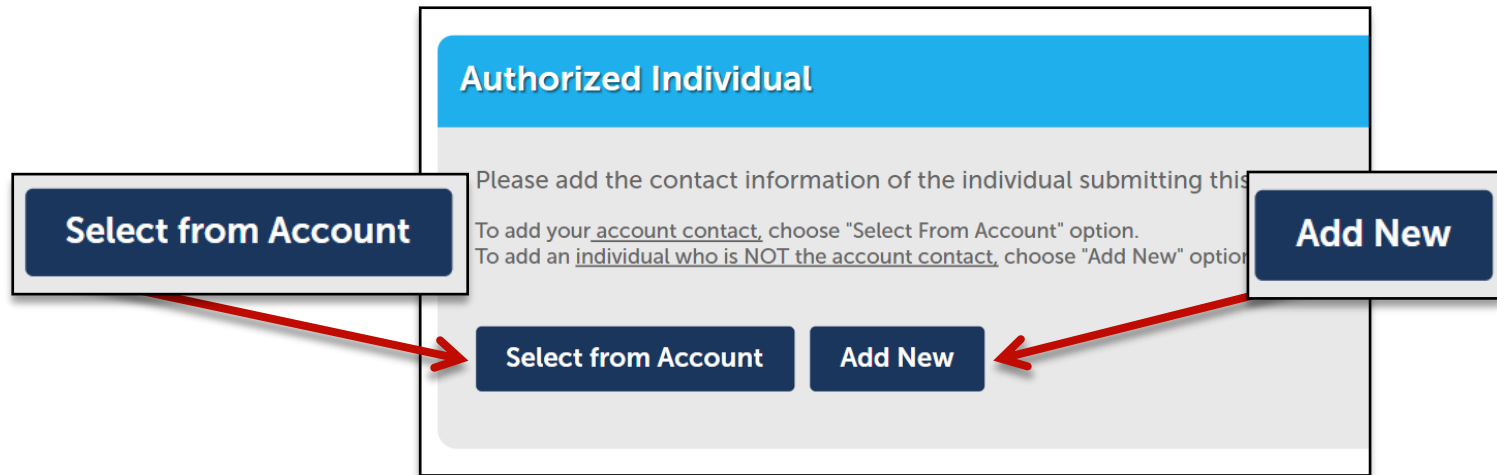 Authorized Individual
Please add the contact information of the individual submitting this
Select from Account
To add your account contact, choose "Select From Account" option.
To add an individual who is NOT the account contact, choose "Add New"
Add New
Select from Account
Add New